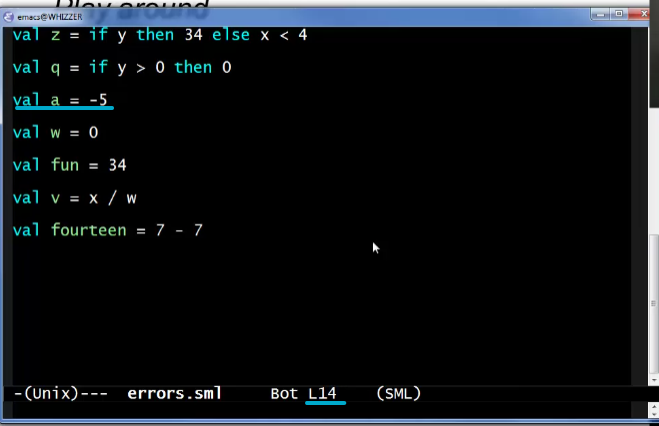 Play around
emacs@WHIZZER
val z = if y then 34 else x < 4
val q = if y > 0 then 0
val a = -5
val w = 0
val fun = 34
val v = x / w
val fourteen = 7 - 7
-(Unix)--- errors.sml Bot L14 (SML)